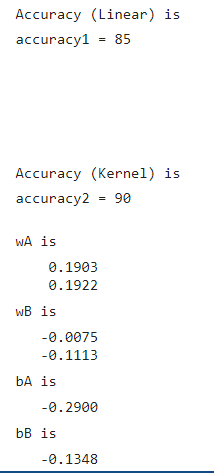 Accuracy (Linear) is
accuracy1 = 85
Accuracy (Kernel) is
accuracy2 = 90
wA is
0.1903
0.1922
wB is
-0.0075
-0.1113
bA is
-0.2900
bB is
-0.1348